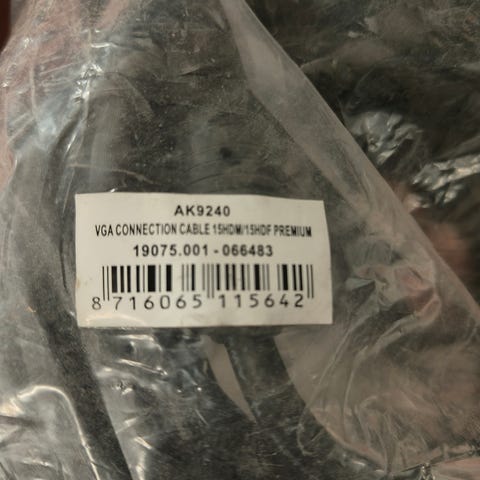 AK9240
VGA CONNECTION CABLE 15HDM/15HDF PREMIUM
19075.001 - 066483
8 716065 115642